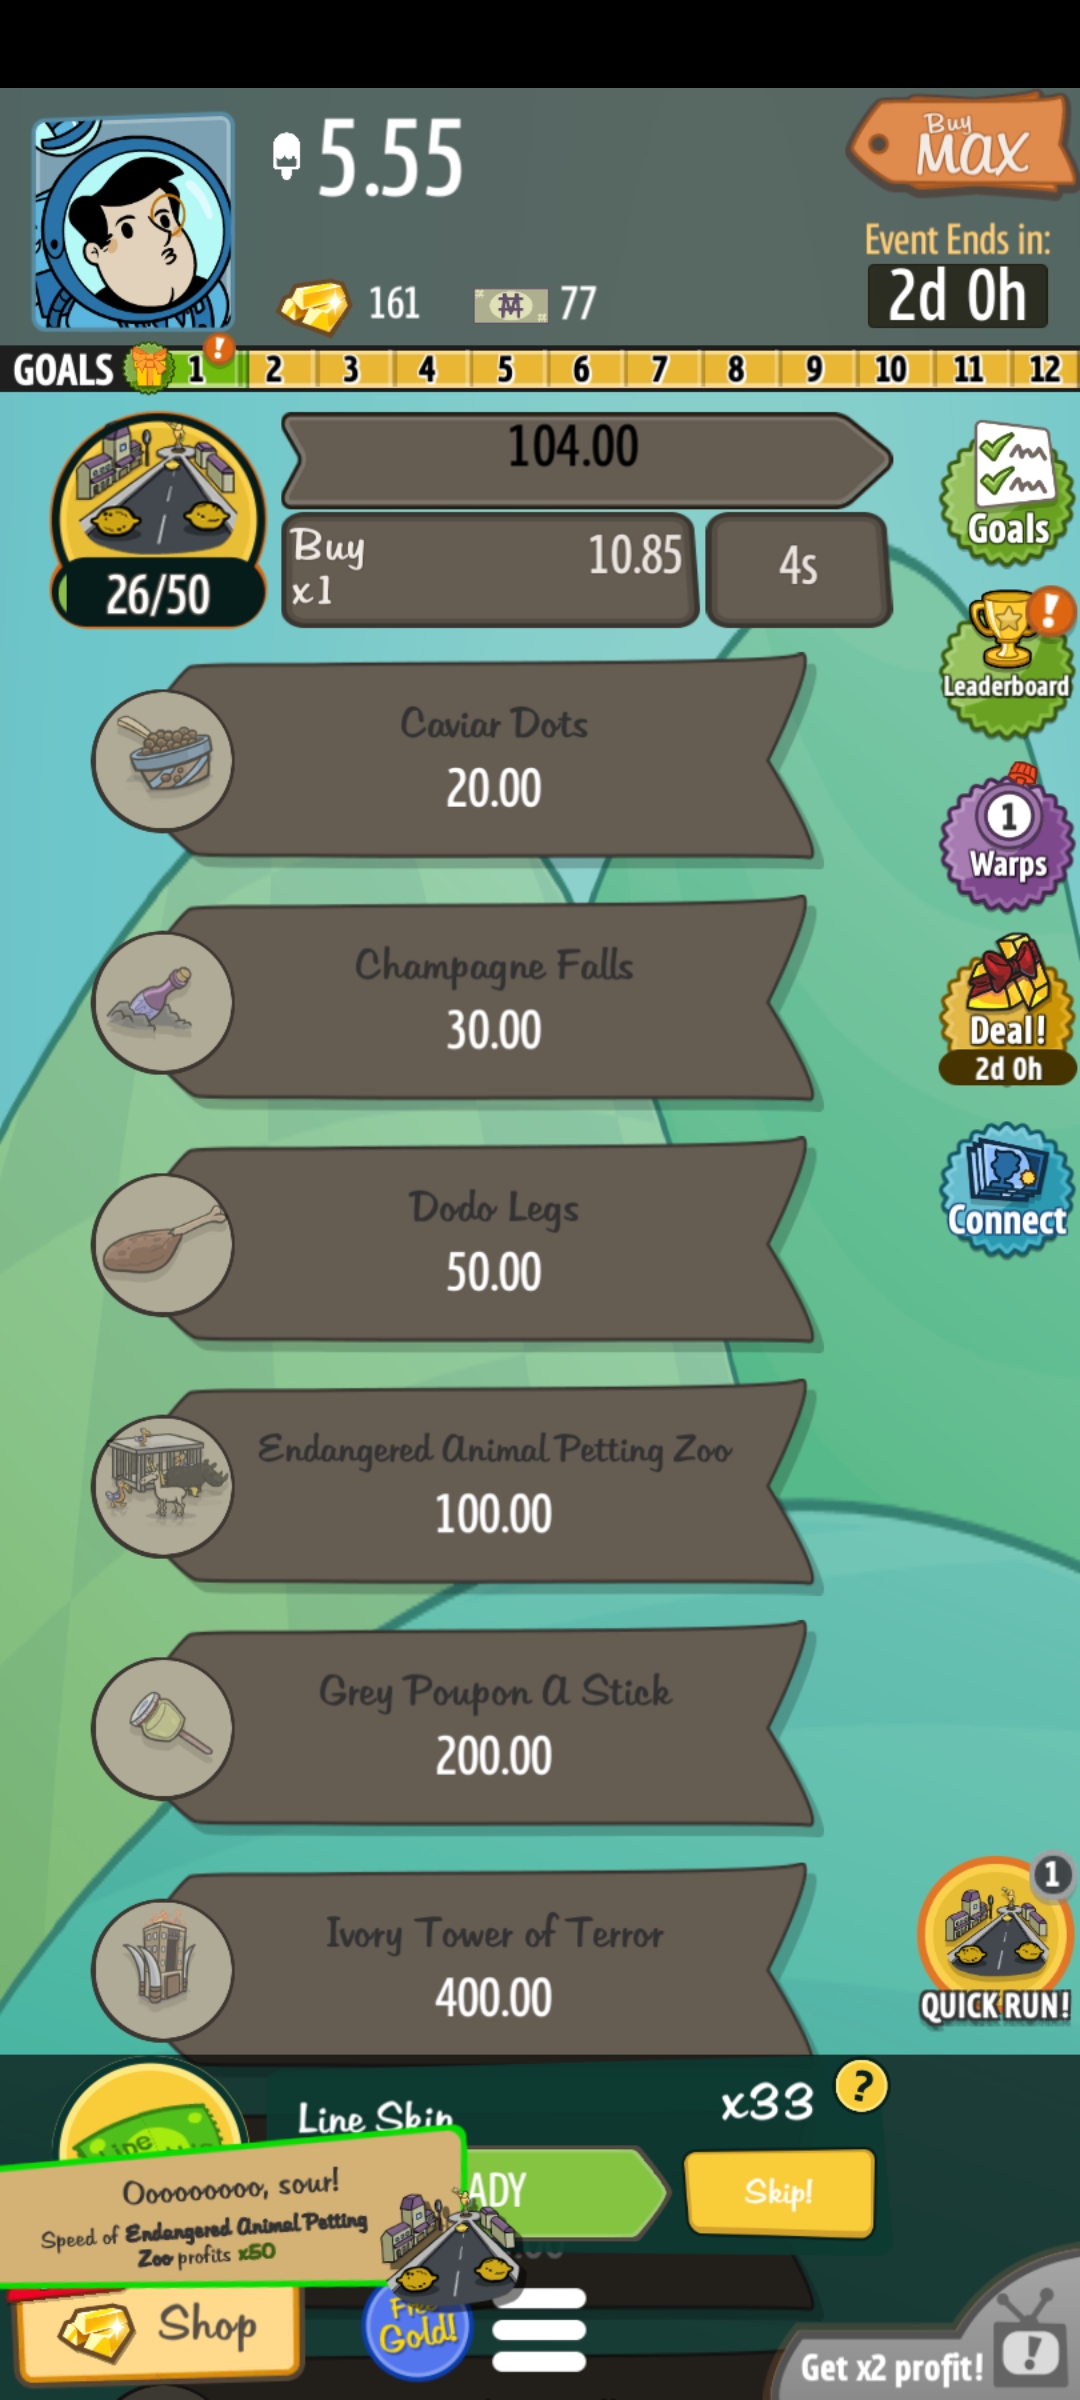 5.55
Buy
MAX
161
77
Event Ends in:
2d 0h
GOALS 1 ! 2 3 4 5 6 7 8 9 10 11 12
104.00
Buy
x1
10.85
4s
26/50
Goals
!
Leaderboard
Caviar Dots
20.00
1
Warps
Champagne Falls
30.00
Deal!
2d 0h
Dodo Legs
50.00
Connect
Endangered Animal Petting Zoo
100.00
Grey Poupon A Stick
200.00
Ivory Tower of Terror
400.00
1
QUICK RUN!
Line Skip
x33
?
Line
ADY
Skip!
Ooooooooo, sour!
Speed of Endangered Animal Petting
Zoo profits x50
Shop
Free
Gold!
Get x2 profit!
!